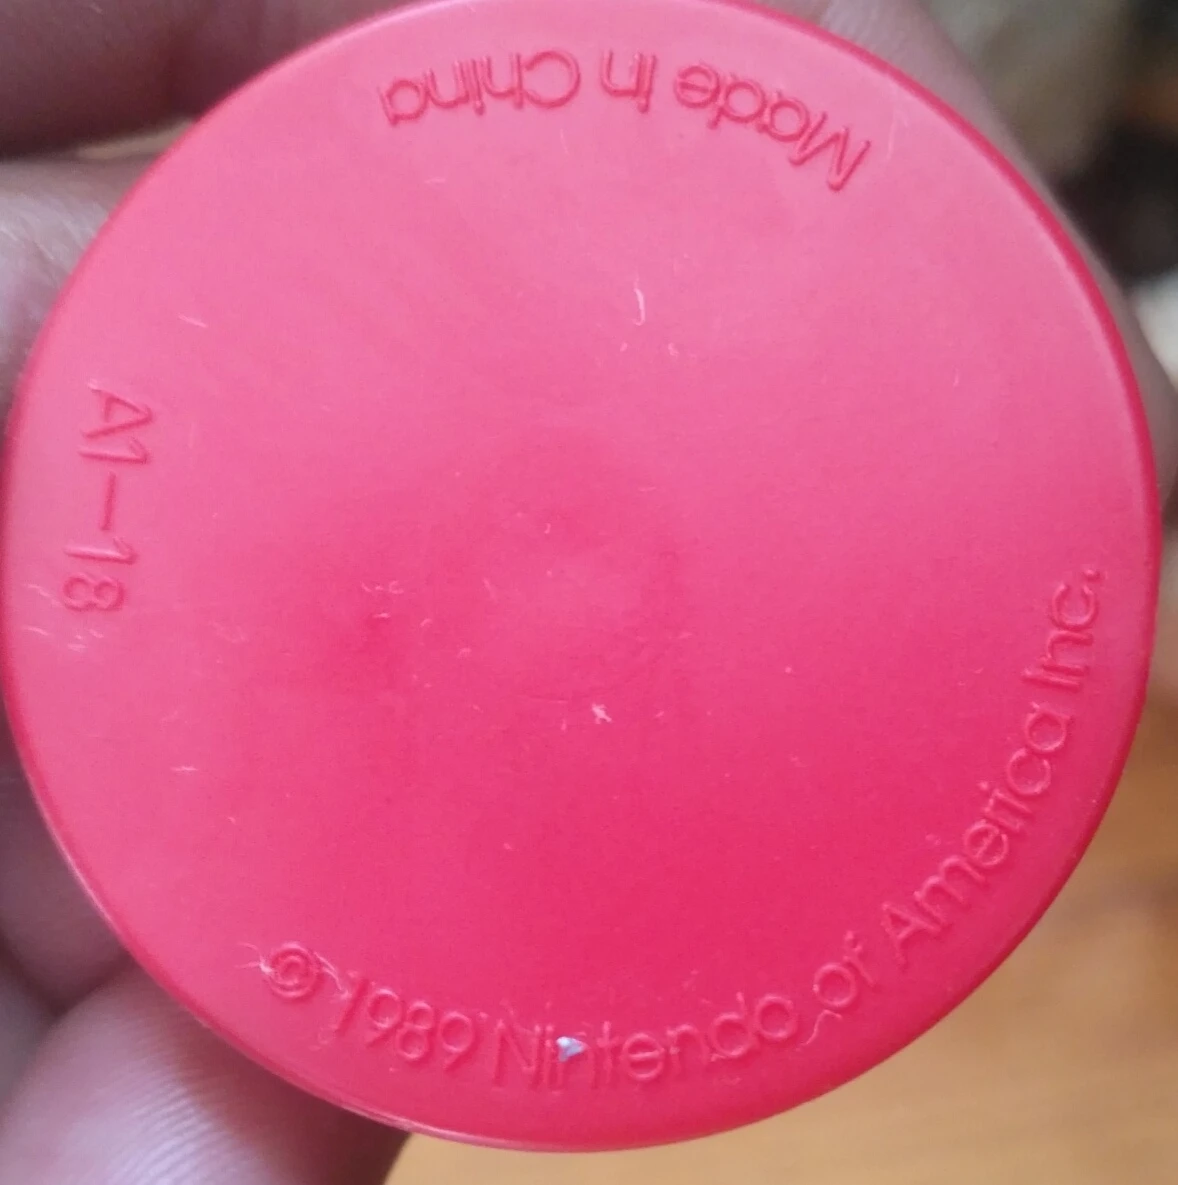 Made in China
A1-18
© 1989 Nintendo of America Inc.